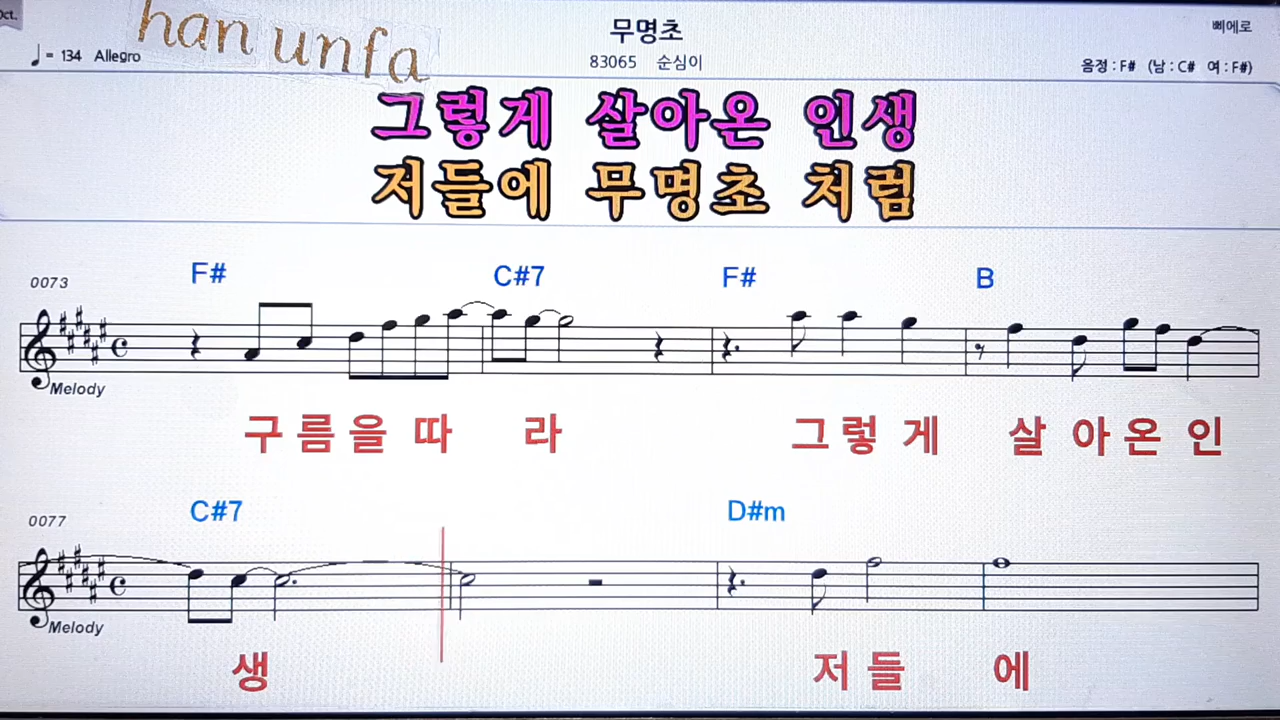 Oct.
han unfa
무명초
삐에로
♩= 134 Allegro
83065 순심이
음정 : F# (남 : C# 여 : F#)
그렇게 살아온 인생
저들에 무명초 처럼
0073
F# C#7 F# B
Melody
구 름 을 따 라 그 렇 게 살 아 온 인
0077
C#7 D#m
Melody
생 저 들 에